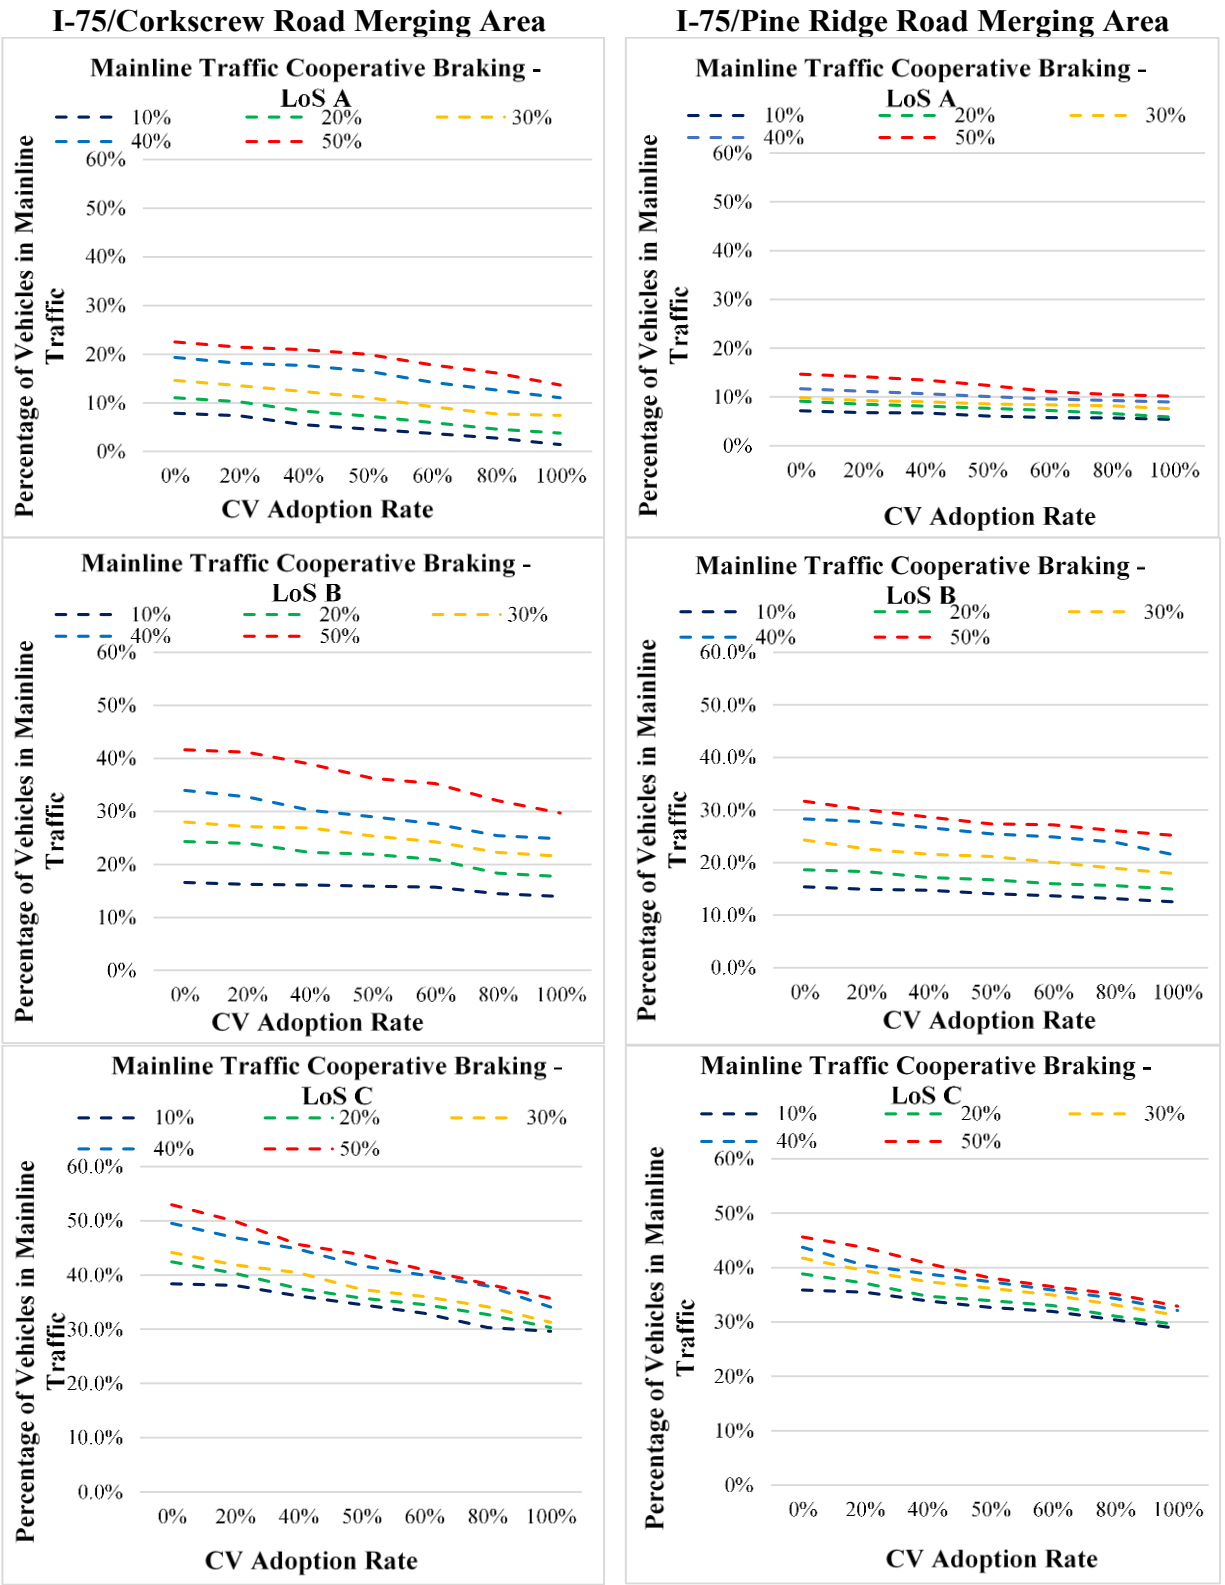 I-75/Corkscrew Road Merging Area
I-75/Pine Ridge Road Merging Area
Mainline Traffic Cooperative Braking -
LoS A
10%
20%
30%
40%
50%
Percentage of Vehicles in Mainline
Traffic
60%
50%
40%
30%
20%
10%
0%
0% 20% 40% 50% 60% 80% 100%
CV Adoption Rate
Mainline Traffic Cooperative Braking -
LoS A
10%
20%
30%
40%
50%
Percentage of Vehicles in Mainline
Traffic
60%
50%
40%
30%
20%
10%
0%
0% 20% 40% 50% 60% 80% 100%
CV Adoption Rate
Mainline Traffic Cooperative Braking -
LoS B
10%
20%
30%
40%
50%
Percentage of Vehicles in Mainline
Traffic
60%
50%
40%
30%
20%
10%
0%
0% 20% 40% 50% 60% 80% 100%
CV Adoption Rate
Mainline Traffic Cooperative Braking -
LoS B
10%
20%
30%
40%
50%
Percentage of Vehicles in Mainline
Traffic
60.0%
50.0%
40.0%
30.0%
20.0%
10.0%
0.0%
0% 20% 40% 50% 60% 80% 100%
CV Adoption Rate
Mainline Traffic Cooperative Braking -
LoS C
10%
20%
30%
40%
50%
Percentage of Vehicles in Mainline
Traffic
60.0%
50.0%
40.0%
30.0%
20.0%
10.0%
0.0%
0% 20% 40% 50% 60% 80% 100%
CV Adoption Rate
Mainline Traffic Cooperative Braking -
LoS C
10%
20%
30%
40%
50%
Percentage of Vehicles in Mainline
Traffic
60%
50%
40%
30%
20%
10%
0%
0% 20% 40% 50% 60% 80% 100%
CV Adoption Rate